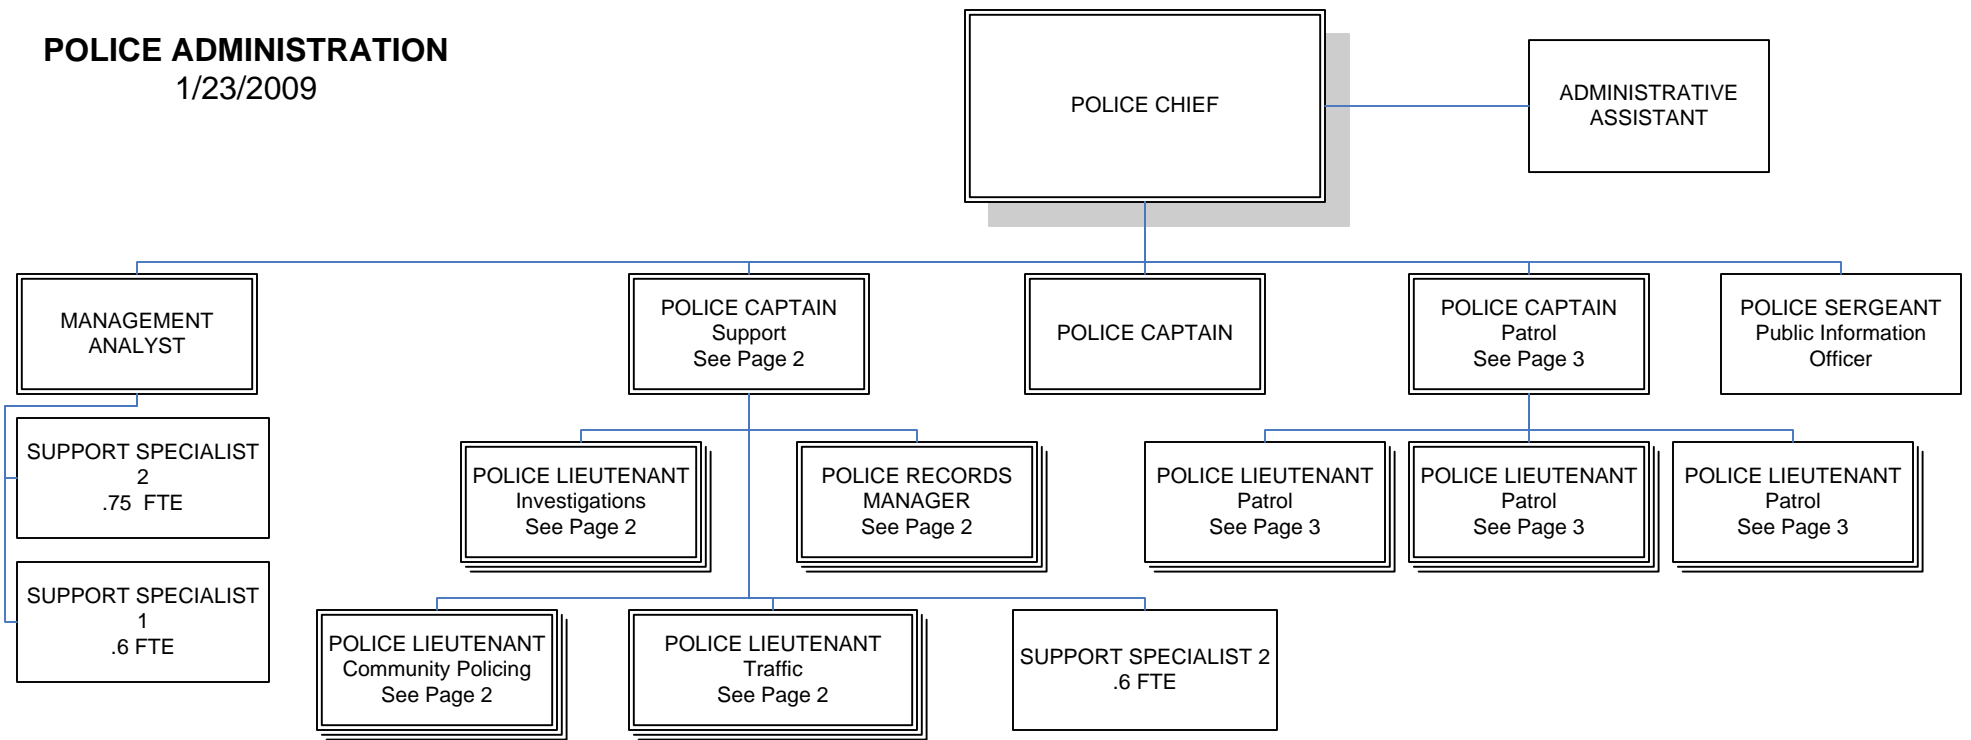 POLICE ADMINISTRATION
1/23/2009
POLICE CHIEF
ADMINISTRATIVE
ASSISTANT
MANAGEMENT
ANALYST
POLICE CAPTAIN
Support
See Page 2
POLICE CAPTAIN
POLICE CAPTAIN
Patrol
See Page 3
POLICE SERGEANT
Public Information
Officer
SUPPORT SPECIALIST
2
.75 FTE
POLICE LIEUTENANT
Investigations
See Page 2
POLICE RECORDS
MANAGER
See Page 2
POLICE LIEUTENANT
Patrol
See Page 3
POLICE LIEUTENANT
Patrol
See Page 3
POLICE LIEUTENANT
Patrol
See Page 3
SUPPORT SPECIALIST
1
.6 FTE
POLICE LIEUTENANT
Community Policing
See Page 2
POLICE LIEUTENANT
Traffic
See Page 2
SUPPORT SPECIALIST 2
.6 FTE